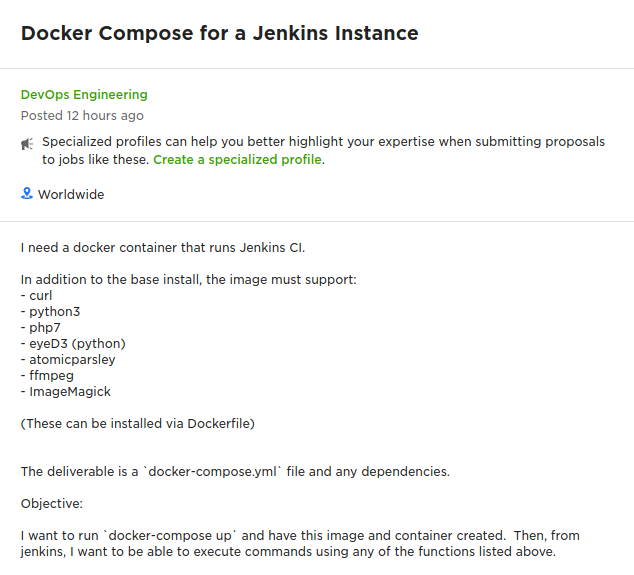 Docker Compose for a Jenkins Instance
DevOps Engineering
Posted 12 hours ago
Specialized profiles can help you better highlight your expertise when submitting proposals
to jobs like these. Create a specialized profile.
Worldwide
I need a docker container that runs Jenkins CI.
In addition to the base install, the image must support:
- curl
- python3
- php7
- eyeD3 (python)
- atomicparsley
- ffmpeg
- ImageMagick
(These can be installed via Dockerfile)
The deliverable is a `docker-compose.yml` file and any dependencies.
Objective:
I want to run `docker-compose up` and have this image and container created.  Then, from
jenkins, I want to be able to execute commands using any of the functions listed above.